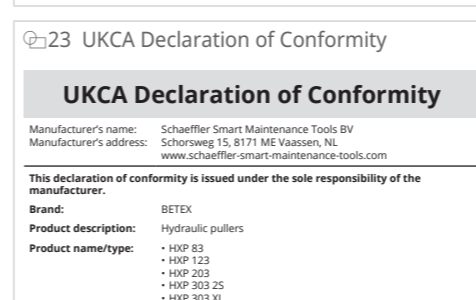 23 UKCA Declaration of Conformity
UKCA Declaration of Conformity
Manufacturer's name: Schaeffler Smart Maintenance Tools BV
Manufacturer's address: Schorsweg 15, 8171 ME Vaassen, NL
www.schaeffler-smart-maintenance-tools.com
This declaration of conformity is issued under the sole responsibility of the
manufacturer.
Brand: BETEX
Product description: Hydraulic pullers
Product name/type: • HXP 83
• HXP 123
• HXP 203
• HXP 303 2S
• HXP 303 XL